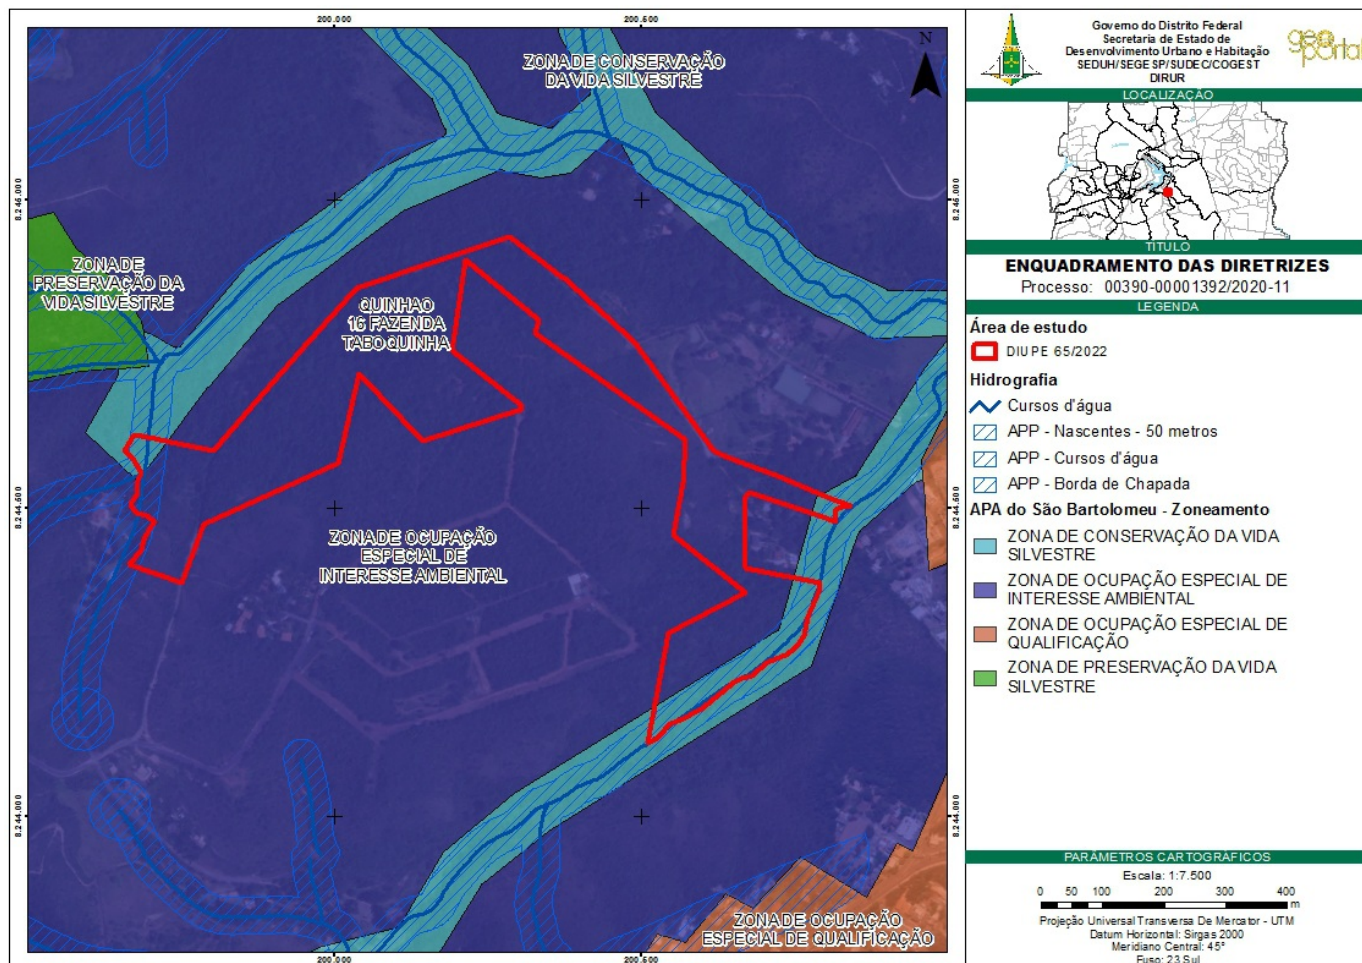 200.000
200.500
N
ZONA DE CONSERVAÇÃO
DA VIDA SILVESTRE
8.245.000
8.245.000
ZONA DE
PRESERVAÇÃO DA
VIDA SILVESTRE
QUINHAO
16 FAZENDA
TABOQUINHA
8.244.500
8.244.500
ZONA DE OCUPAÇÃO
ESPECIAL DE
INTERESSE AMBIENTAL
8.244.000
8.244.000
ZONA DE OCUPAÇÃO
ESPECIAL DE QUALIFICAÇÃO
200.000
200.500
Governo do Distrito Federal
Secretaria de Estado de
Desenvolvimento Urbano e Habitação
SEDUH/SEGESP/SUDEC/COGEST
DIRUR
geoportal
LOCALIZAÇÃO
TÍTULO
ENQUADRAMENTO DAS DIRETRIZES
Processo: 00390-00001392/2020-11
LEGENDA
Área de estudo
DIUPE 65/2022
Hidrografia
Cursos d'água
APP - Nascentes - 50 metros
APP - Cursos d'água
APP - Borda de Chapada
APA do São Bartolomeu - Zoneamento
ZONA DE CONSERVAÇÃO DA VIDA
SILVESTRE
ZONA DE OCUPAÇÃO ESPECIAL DE
INTERESSE AMBIENTAL
ZONA DE OCUPAÇÃO ESPECIAL DE
QUALIFICAÇÃO
ZONA DE PRESERVAÇÃO DA VIDA
SILVESTRE
PARÂMETROS CARTOGRÁFICOS
Escala: 1:7.500
0 50 100 200 300 400
m
Projeção Universal Transversa De Mercator - UTM
Datum Horizontal: Sirgas 2000
Meridiano Central: 45°
Fuso: 23 Sul